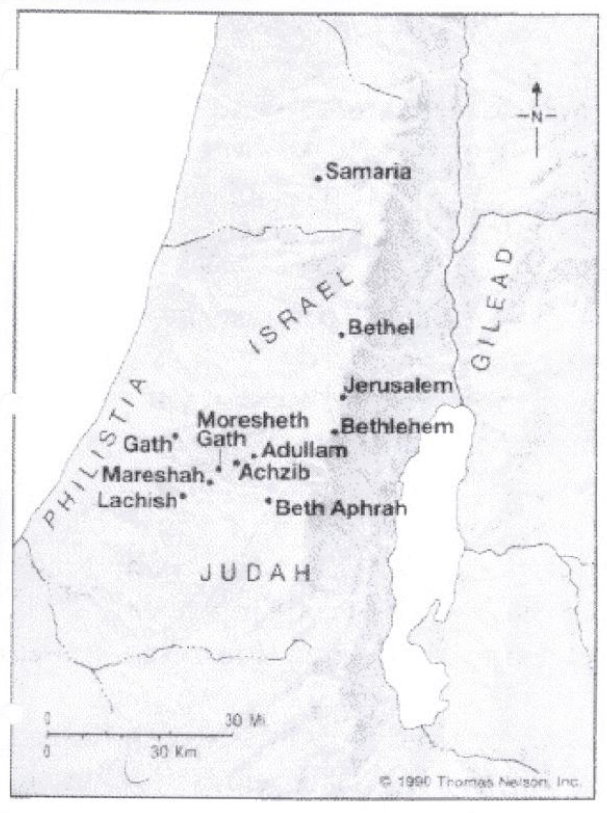 N
Samaria
ISRAEL
GILEAD
Bethel
Jerusalem
PHILISTIA
Moresheth
Gath
Gath
Bethlehem
Adullam
Mareshah
Achzib
Lachish
Beth Aphrah
JUDAH
0 30 Mi.
0 30 Km.
© 1990 Thomas Nelson, Inc.